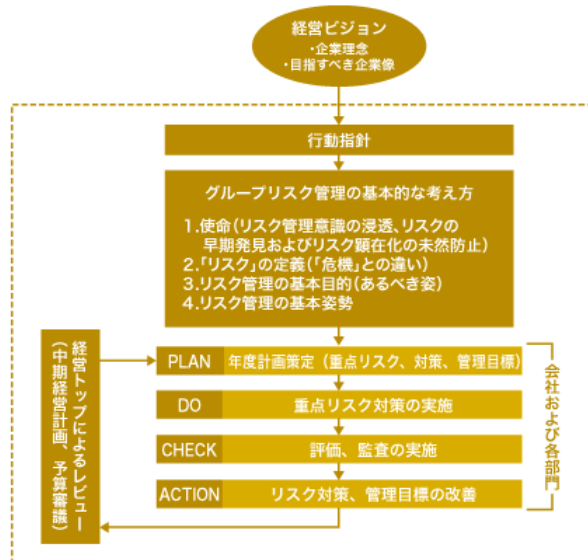 経営ビジョン
・企業理念
・目指すべき企業像
行動指針
グループリスク管理の基本的な考え方
1.使命(リスク管理意識の浸透、リスクの
早期発見およびリスク顕在化の未然防止)
2.「リスク」の定義(「危機」との違い)
3.リスク管理の基本目的(あるべき姿)
4.リスク管理の基本姿勢
経営トップによるレビュー
(中期経営計画、予算審議)
PLAN 年度計画策定(重点リスク、対策、管理目標)
DO 重点リスク対策の実施
CHECK 評価、監査の実施
ACTION リスク対策、管理目標の改善
会社および各部門